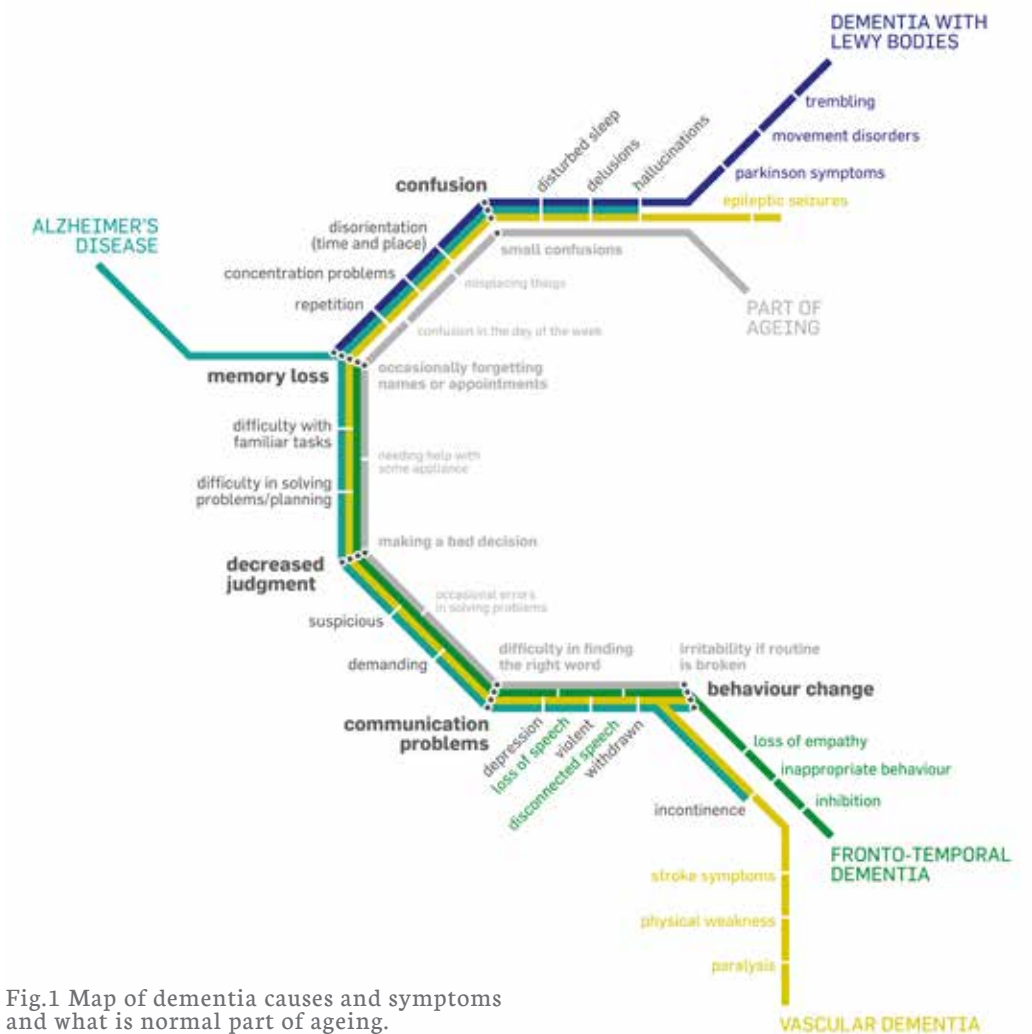 DEMENTIA WITH
LEWY BODIES
trembling
movement disorders
parkinson symptoms
disturbed sleep
delusions
hallucinations
epileptic seizures
confusion
small confusions
ALZHEIMER'S
DISEASE
disorientation
(time and place)
concentration problems
misplacing things
repetition
PART OF
AGEING
confusion in the day of the week
memory loss
occasionally forgetting
names or appointments
difficulty with
familiar tasks
needing help with
some appliance
difficulty in solving
problems/planning
making a bad decision
decreased
judgment
occasional errors
in solving problems
suspicious
demanding
difficulty in finding
the right word
irritability if routine
is broken
behaviour change
communication
problems
depression
loss of speech
violent
disconnected speech
withdrawn
loss of empathy
inappropriate behaviour
inhibition
incontinence
FRONTO-TEMPORAL
DEMENTIA
stroke symptoms
physical weakness
paralysis
VASCULAR DEMENTIA
Fig.1 Map of dementia causes and symptoms
and what is normal part of ageing.